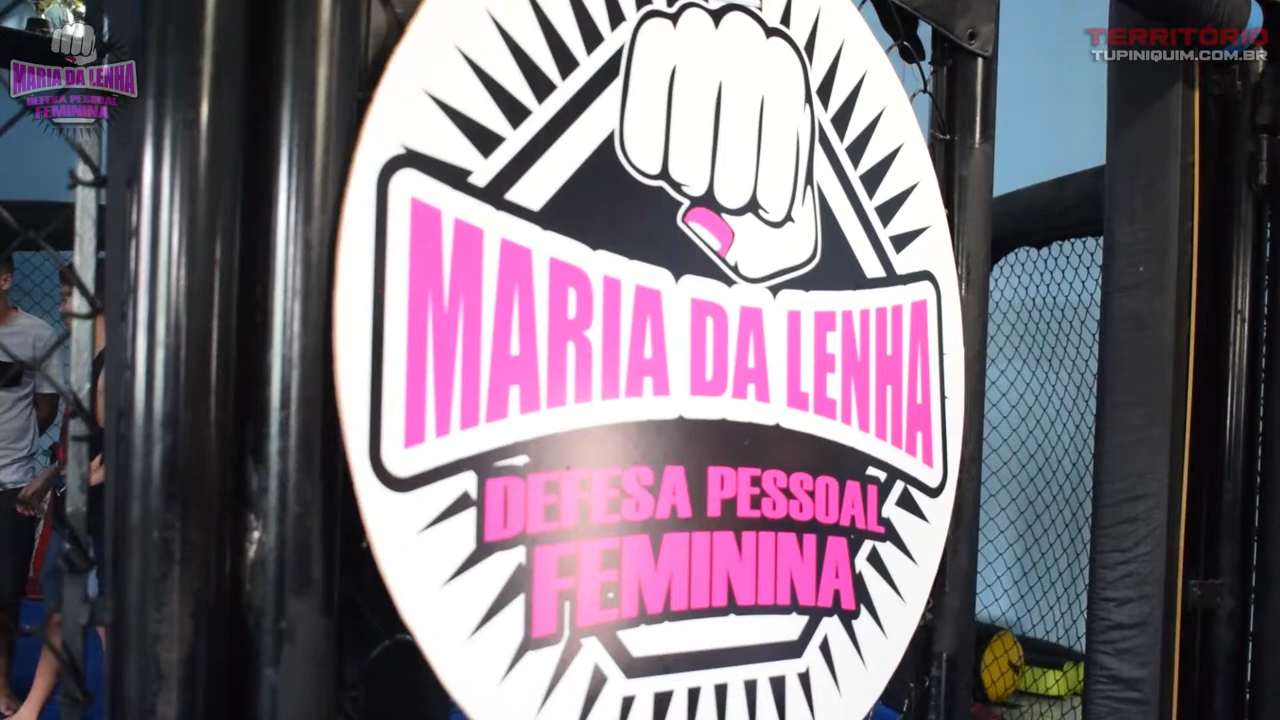 MARIA DA LENHA
DEFESA PESSOAL
FEMININA
TERRITÓRIO
TUPINIQUIM.COM.BR
MARIA DA LENHA
DEFESA PESSOAL
FEMININA